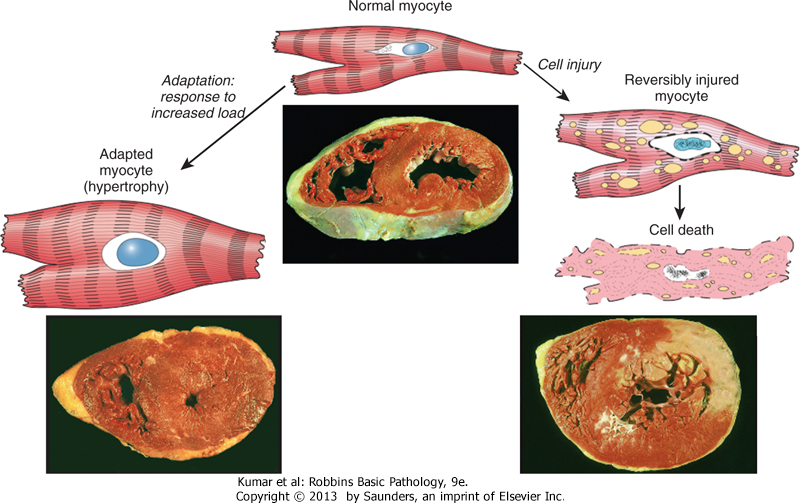 Normal myocyte
Adaptation:
response to
increased load
Cell injury
Reversibly injured
myocyte
Adapted
myocyte
(hypertrophy)
Cell death
Kumar et al: Robbins Basic Pathology, 9e.
Copyright © 2013 by Saunders, an imprint of Elsevier Inc.